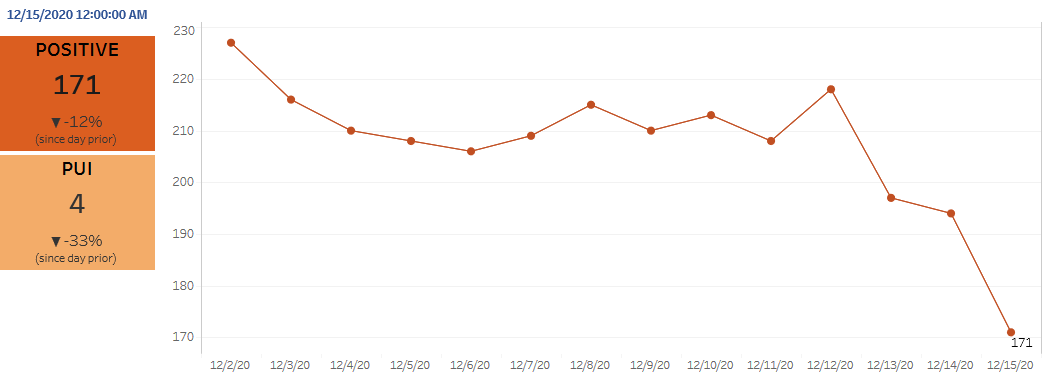 12/15/2020 12:00:00 AM
POSITIVE
171
▼-12%
(since day prior)
PUI
4
▼-33%
(since day prior)
230
220
210
200
190
180
170
171
12/2/20 12/3/20 12/4/20 12/5/20 12/6/20 12/7/20 12/8/20 12/9/20 12/10/20 12/11/20 12/12/20 12/13/20 12/14/20 12/15/20